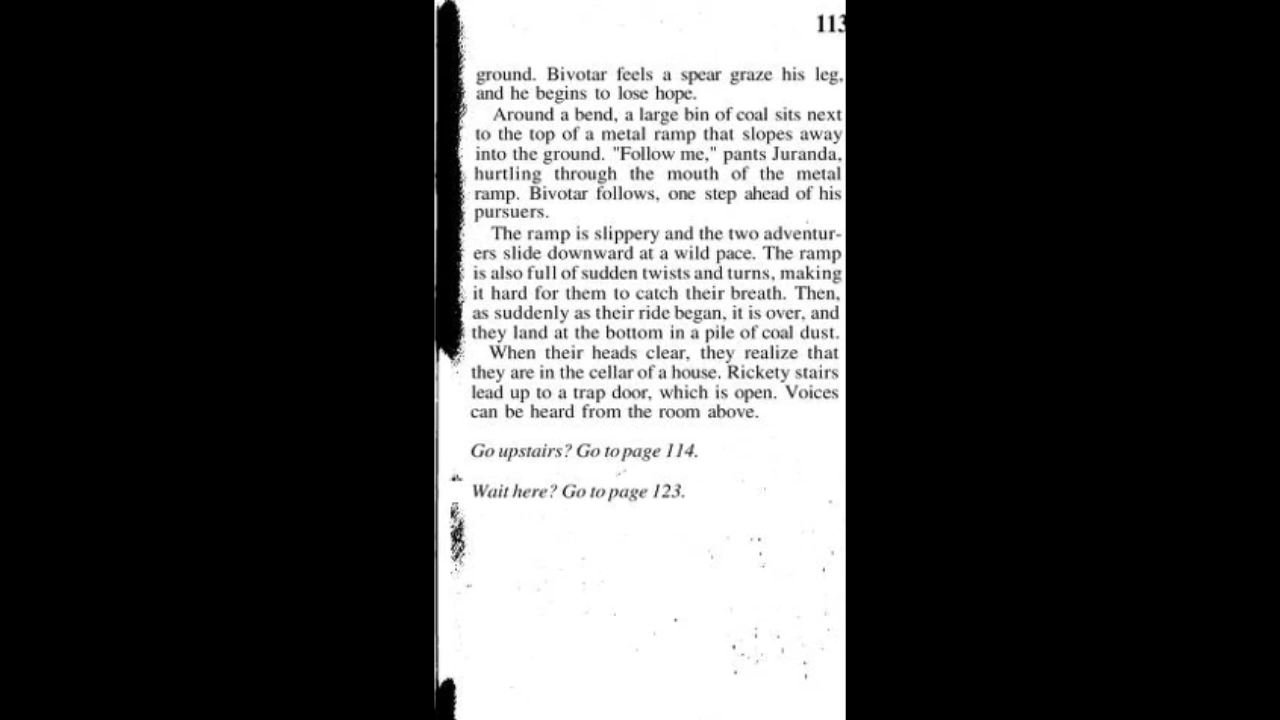 113
ground. Bivotar feels a spear graze his leg,
and he begins to lose hope.
Around a bend, a large bin of coal sits next
to the top of a metal ramp that slopes away
into the ground. "Follow me," pants Juranda,
hurtling through the mouth of the metal
ramp. Bivotar follows, one step ahead of his
pursuers.
The ramp is slippery and the two adventur-
ers slide downward at a wild pace. The ramp
is also full of sudden twists and turns, making
it hard for them to catch their breath. Then,
as suddenly as their ride began, it is over, and
they land at the bottom in a pile of coal dust.
When their heads clear, they realize that
they are in the cellar of a house. Rickety stairs
lead up to a trap door, which is open. Voices
can be heard from the room above.
Go upstairs? Go to page 114.
Wait here? Go to page 123.